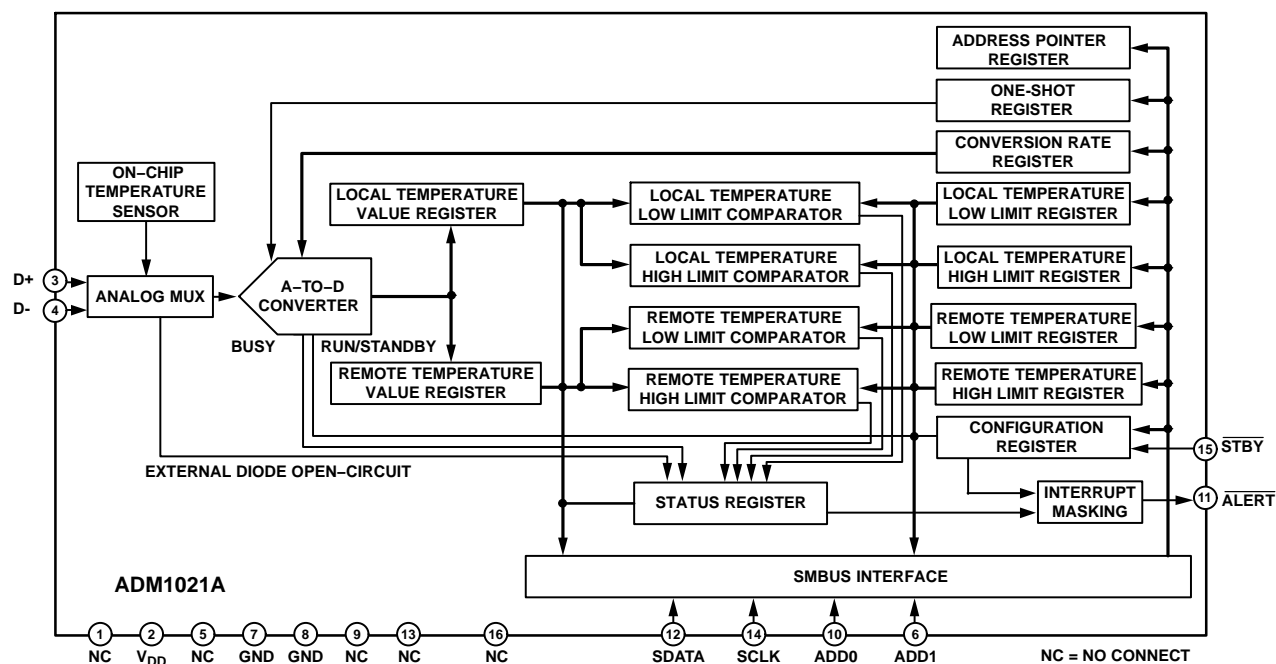 ADDRESS POINTER
REGISTER
ONE-SHOT
REGISTER
CONVERSION RATE
REGISTER
ON–CHIP
TEMPERATURE
SENSOR
LOCAL TEMPERATURE
VALUE REGISTER
LOCAL TEMPERATURE
LOW LIMIT COMPARATOR
LOCAL TEMPERATURE
LOW LIMIT REGISTER
LOCAL TEMPERATURE
HIGH LIMIT COMPARATOR
LOCAL TEMPERATURE
HIGH LIMIT REGISTER
D+
3
D-
4
ANALOG MUX
A–TO–D
CONVERTER
BUSY
RUN/STANDBY
REMOTE TEMPERATURE
LOW LIMIT COMPARATOR
REMOTE TEMPERATURE
LOW LIMIT REGISTER
REMOTE TEMPERATURE
VALUE REGISTER
REMOTE TEMPERATURE
HIGH LIMIT COMPARATOR
REMOTE TEMPERATURE
HIGH LIMIT REGISTER
CONFIGURATION
REGISTER
15
STBY
EXTERNAL DIODE OPEN–CIRCUIT
STATUS REGISTER
INTERRUPT
MASKING
11
ALERT
SMBUS INTERFACE
ADM1021A
1
2
5
7
8
9
13
16
12
14
10
6
NC
VDD
NC
GND
GND
NC
NC
NC
SDATA
SCLK
ADD0
ADD1
NC = NO CONNECT